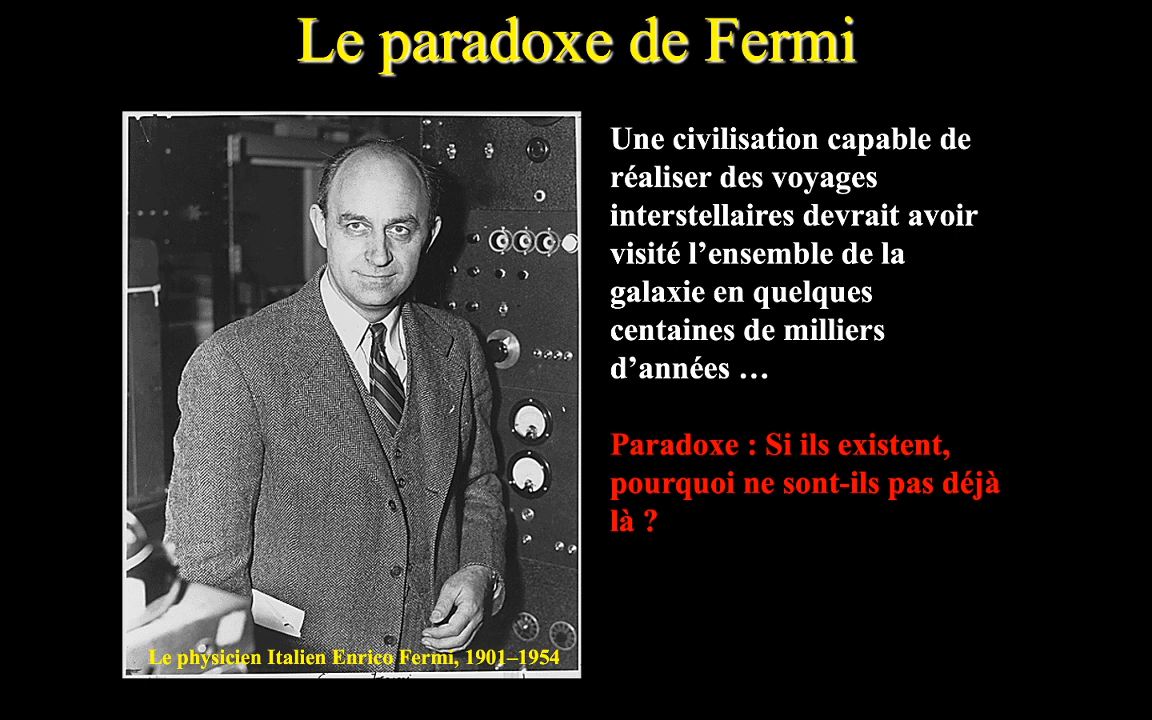 Le paradoxe de Fermi
Une civilisation capable de
réaliser des voyages
interstellaires devrait avoir
visité l’ensemble de la
galaxie en quelques
centaines de milliers
d’années …
Paradoxe : Si ils existent,
pourquoi ne sont-ils pas déjà
là ?
Le physicien Italien Enrico Fermi, 1901–1954